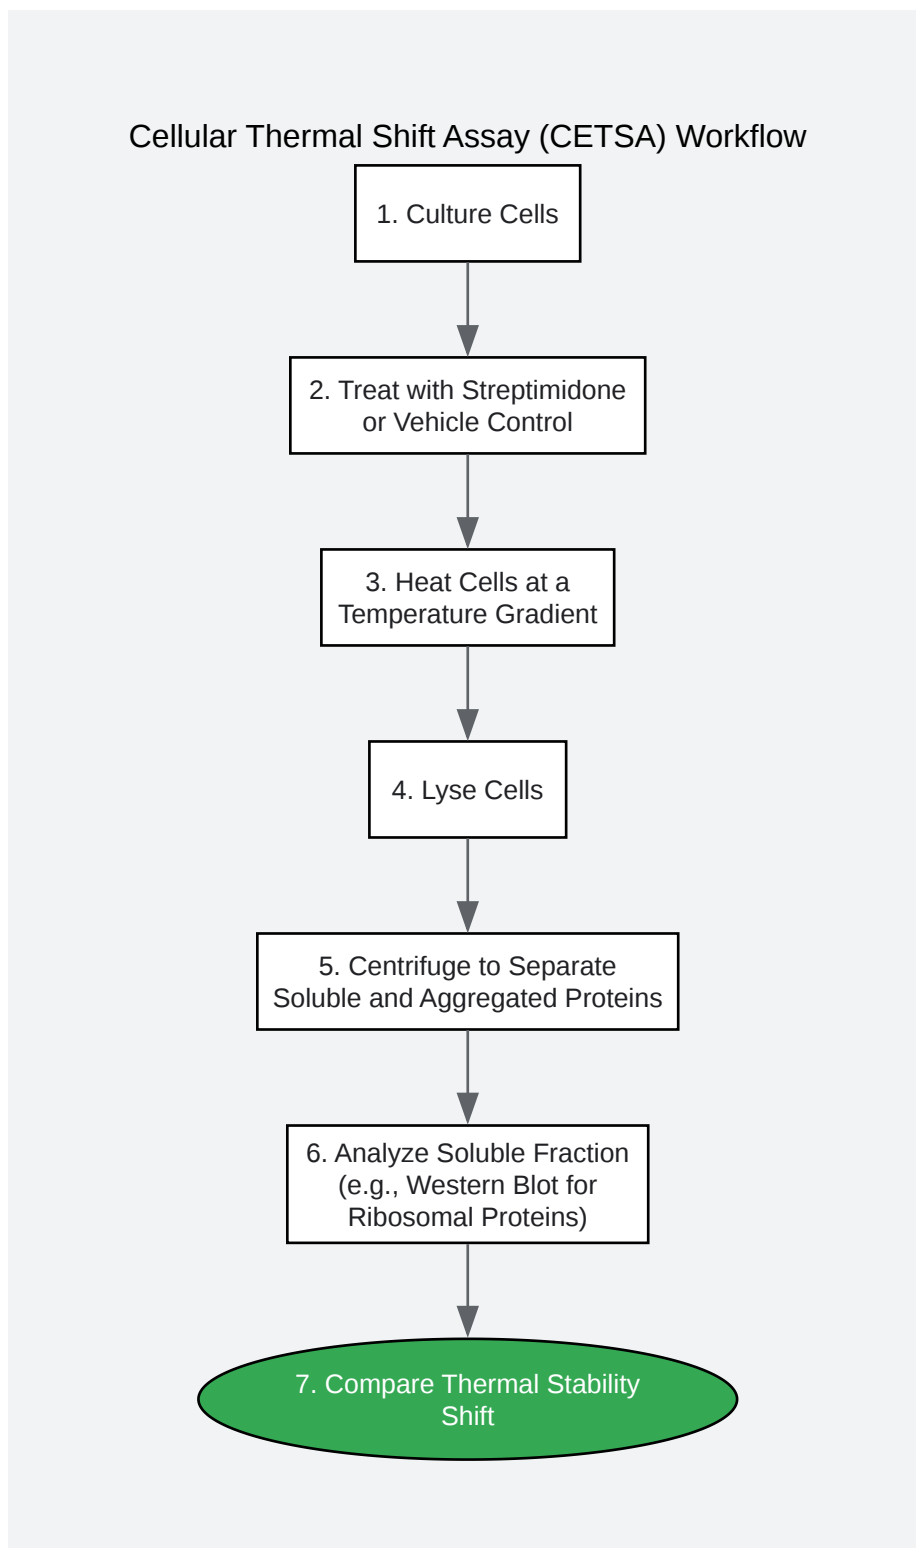 Cellular Thermal Shift Assay (CETSA) Workflow
1. Culture Cells
2. Treat with Streptimidone
or Vehicle Control
3. Heat Cells at a
Temperature Gradient
4. Lyse Cells
5. Centrifuge to Separate
Soluble and Aggregated Proteins
6. Analyze Soluble Fraction
(e.g., Western Blot for
Ribosomal Proteins)
7. Compare Thermal Stability
Shift